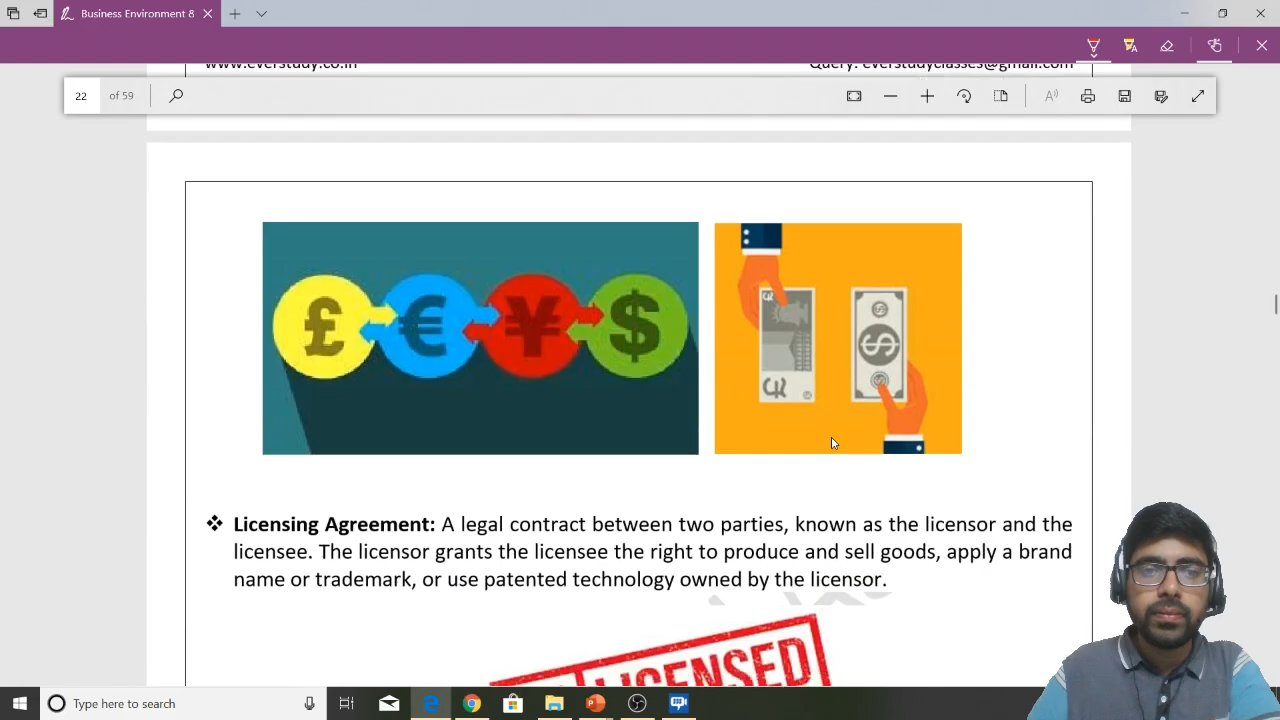 Business Environment 8
www.everstudy.co.in
Query: everstudyclasses@gmail.com
22 of 59
£ € ¥ $
❖ Licensing Agreement: A legal contract between two parties, known as the licensor and the
licensee. The licensor grants the licensee the right to produce and sell goods, apply a brand
name or trademark, or use patented technology owned by the licensor.
LICENSED
Type here to search